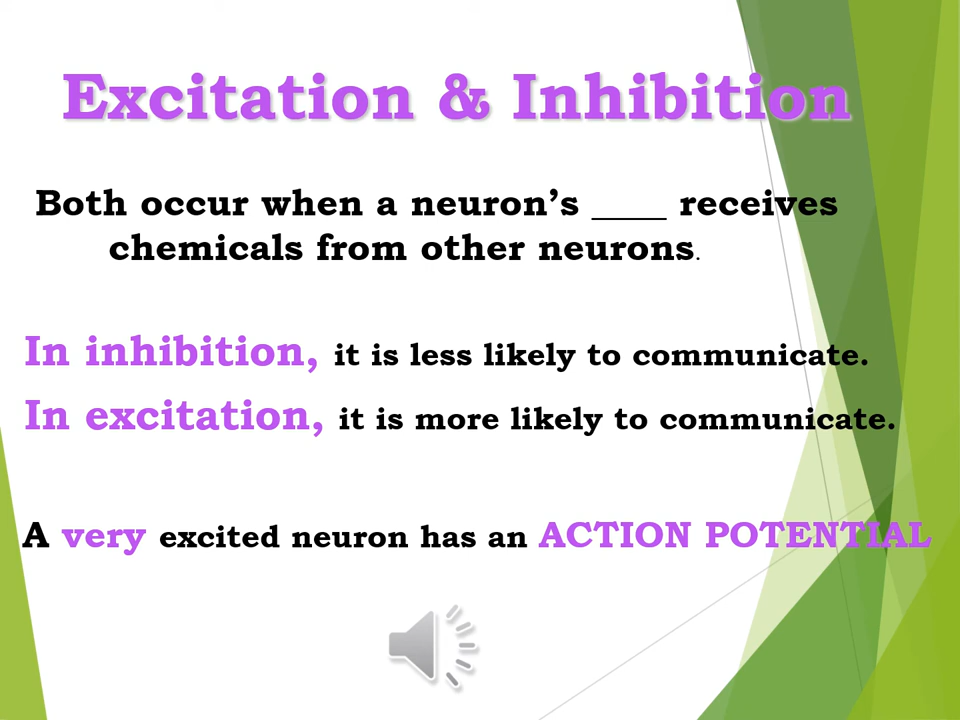 Excitation & Inhibition
Both occur when a neuron’s ____ receives
chemicals from other neurons.
In inhibition, it is less likely to communicate.
In excitation, it is more likely to communicate.
A very excited neuron has an ACTION POTENTIAL